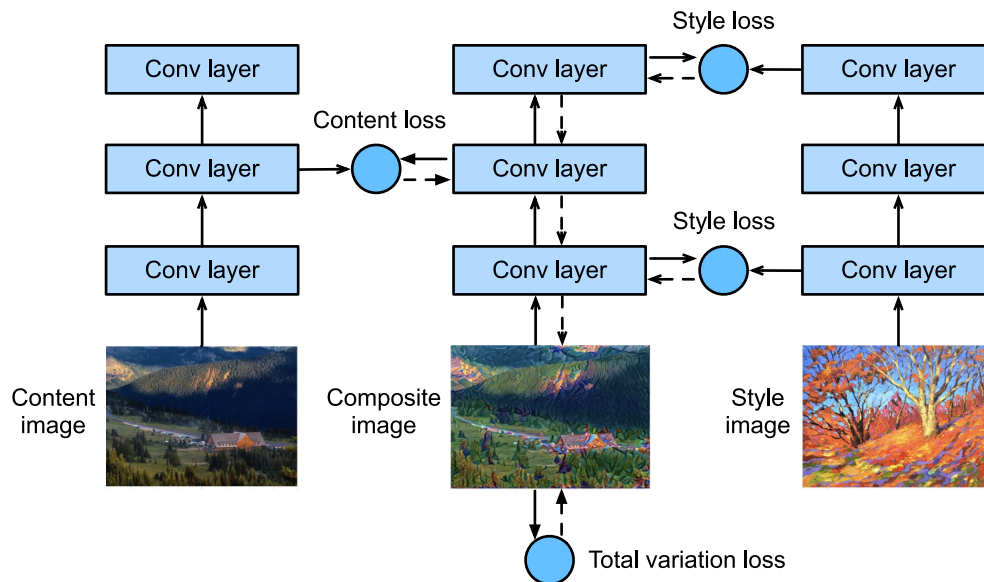 Style loss
Conv layer
Conv layer
Conv layer
Content loss
Conv layer
Conv layer
Conv layer
Style loss
Conv layer
Conv layer
Conv layer
Content
image
Composite
image
Style
image
Total variation loss